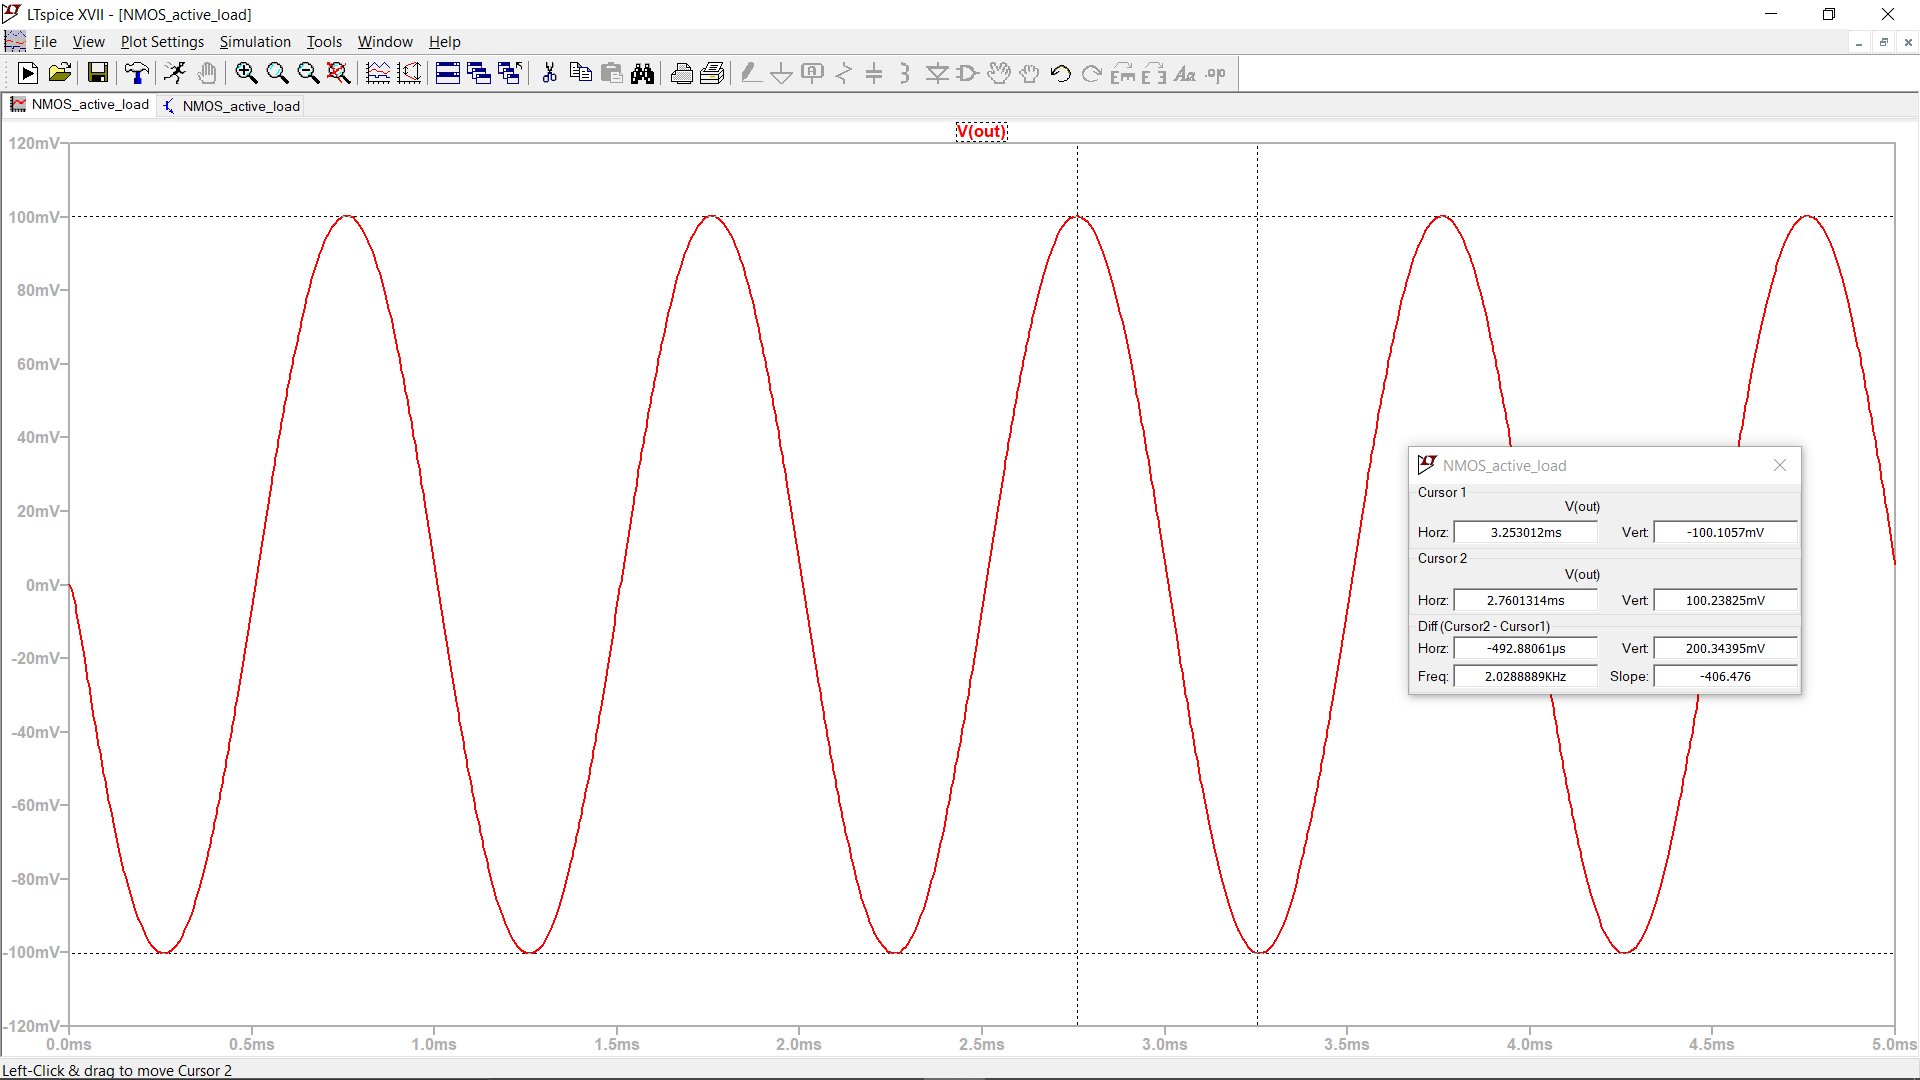 LTspice XVII - [NMOS_active_load]
File View Plot Settings Simulation Tools Window Help
NMOS_active_load NMOS_active_load
V(out)
120mV
100mV
80mV
60mV
40mV
20mV
0mV
-20mV
-40mV
-60mV
-80mV
-100mV
-120mV
0.0ms 0.5ms 1.0ms 1.5ms 2.0ms 2.5ms 3.0ms 3.5ms 4.0ms 4.5ms 5.0ms
NMOS_active_load
Cursor 1
V(out)
Horz: 3.253012ms Vert: -100.1057mV
Cursor 2
V(out)
Horz: 2.7601314ms Vert: 100.23825mV
Diff (Cursor2 - Cursor1)
Horz: -492.88061µs Vert: 200.34395mV
Freq: 2.0288889KHz Slope: -406.476
Left-Click & drag to move Cursor 2